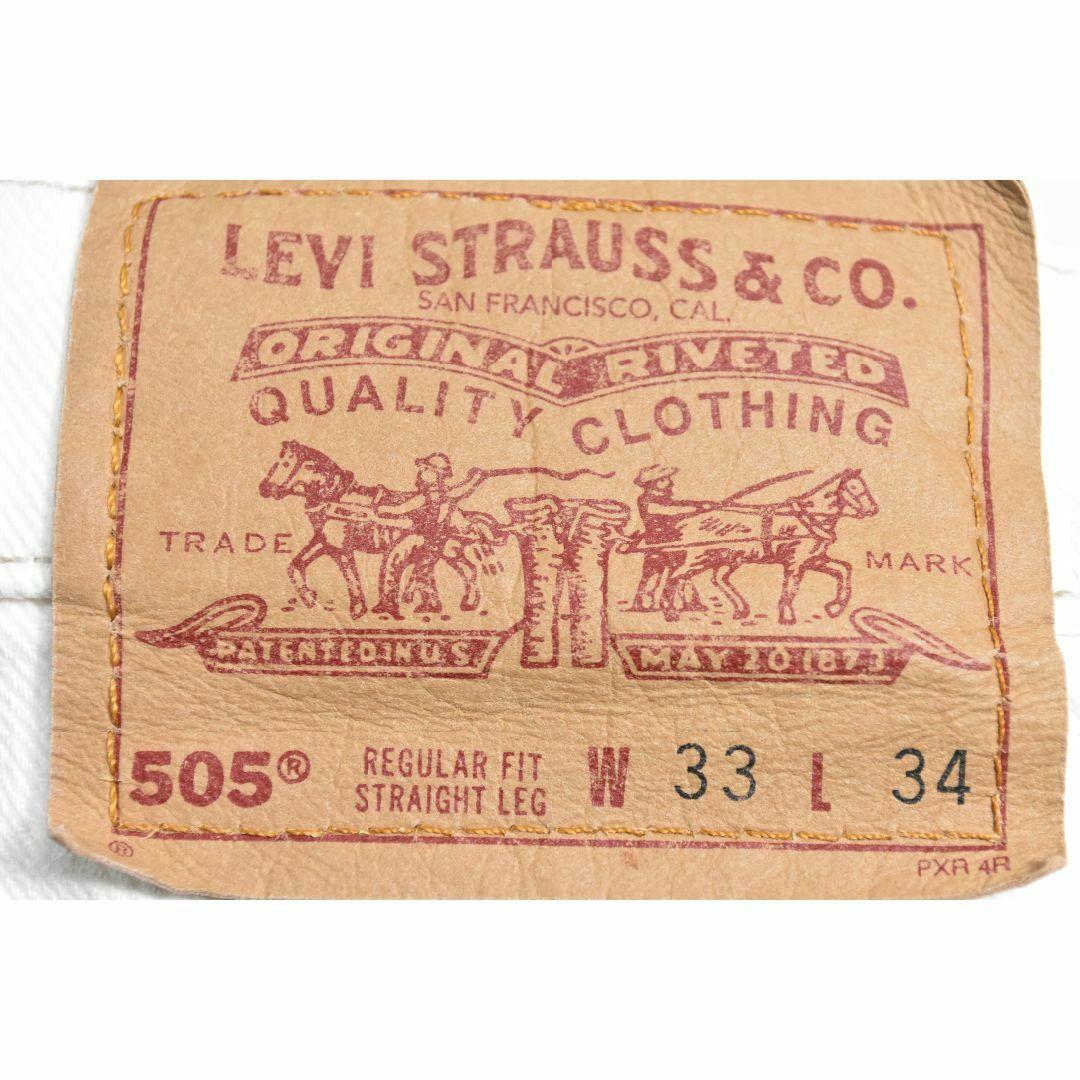 LEVI STRAUSS & CO.
SAN FRANCISCO, CAL.
ORIGINAL RIVETED
QUALITY CLOTHING
TRADE MARK
PATENTED IN U S MAY 20 1873
505® REGULAR FIT STRAIGHT LEG W 33 L 34
® PXR 4R